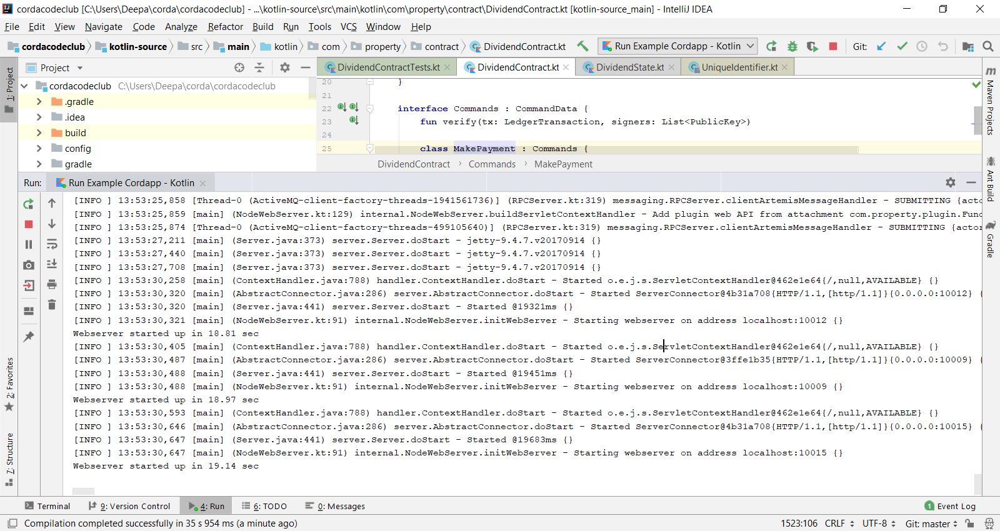 cordacodeclub [C:\Users\Deepa\corda\cordacodeclub] - ...\kotlin-source\src\main\kotlin\com\property\contract\DividendContract.kt [kotlin-source_main] - IntelliJ IDEA
File Edit View Navigate Code Analyze Refactor Build Run Tools VCS Window Help
cordacodeclub kotlin-source src main kotlin com property contract DividendContract.kt Run Example Cordapp - Kotlin Git:
1: Project
Project
DividendContractTests.kt DividendContract.kt DividendState.kt UniqueIdentifier.kt
cordacodeclub C:\Users\Deepa\corda\cordacodeclub
.gradle
.idea
build
config
gradle
20 }
21
22 interface Commands : CommandData {
23 fun verify(tx: LedgerTransaction, signers: List<PublicKey>)
24
25 class MakePayment : Commands {
DividendContract Commands MakePayment
Maven Projects
Ant Build
Gradle
Run: Run Example Cordapp - Kotlin
[INFO ] 13:53:25,858 [Thread-0 (ActiveMQ-client-factory-threads-1941561736)] (RPCServer.kt:319) messaging.RPCServer.clientArtemisMessageHandler - SUBMITTING {acto
[INFO ] 13:53:25,859 [main] (NodeWebServer.kt:129) internal.NodeWebServer.buildServletContextHandler - Add plugin web API from attachment com.property.plugin.Func
[INFO ] 13:53:25,874 [Thread-0 (ActiveMQ-client-factory-threads-499105640)] (RPCServer.kt:319) messaging.RPCServer.clientArtemisMessageHandler - SUBMITTING {actor
[INFO ] 13:53:27,211 [main] (Server.java:373) server.Server.doStart - jetty-9.4.7.v20170914 {}
[INFO ] 13:53:27,440 [main] (Server.java:373) server.Server.doStart - jetty-9.4.7.v20170914 {}
[INFO ] 13:53:27,708 [main] (Server.java:373) server.Server.doStart - jetty-9.4.7.v20170914 {}
[INFO ] 13:53:30,258 [main] (ContextHandler.java:788) handler.ContextHandler.doStart - Started o.e.j.s.ServletContextHandler@462e1e64{/,null,AVAILABLE} {}
[INFO ] 13:53:30,320 [main] (AbstractConnector.java:286) server.AbstractConnector.doStart - Started ServerConnector@4b31a708{HTTP/1.1,[http/1.1]}{0.0.0.0:10012} {
[INFO ] 13:53:30,320 [main] (Server.java:441) server.Server.doStart - Started @19321ms {}
[INFO ] 13:53:30,321 [main] (NodeWebServer.kt:91) internal.NodeWebServer.initWebServer - Starting webserver on address localhost:10012 {}
Webserver started up in 18.81 sec
[INFO ] 13:53:30,405 [main] (ContextHandler.java:788) handler.ContextHandler.doStart - Started o.e.j.s.ServletContextHandler@462e1e64{/,null,AVAILABLE} {}
[INFO ] 13:53:30,487 [main] (AbstractConnector.java:286) server.AbstractConnector.doStart - Started ServerConnector@3ffe1b35{HTTP/1.1,[http/1.1]}{0.0.0.0:10009} {
[INFO ] 13:53:30,488 [main] (Server.java:441) server.Server.doStart - Started @19451ms {}
[INFO ] 13:53:30,488 [main] (NodeWebServer.kt:91) internal.NodeWebServer.initWebServer - Starting webserver on address localhost:10009 {}
Webserver started up in 18.97 sec
[INFO ] 13:53:30,593 [main] (ContextHandler.java:788) handler.ContextHandler.doStart - Started o.e.j.s.ServletContextHandler@462e1e64{/,null,AVAILABLE} {}
[INFO ] 13:53:30,646 [main] (AbstractConnector.java:286) server.AbstractConnector.doStart - Started ServerConnector@4b31a708{HTTP/1.1,[http/1.1]}{0.0.0.0:10015} {
[INFO ] 13:53:30,647 [main] (Server.java:441) server.Server.doStart - Started @19683ms {}
[INFO ] 13:53:30,647 [main] (NodeWebServer.kt:91) internal.NodeWebServer.initWebServer - Starting webserver on address localhost:10015 {}
Webserver started up in 19.14 sec
2: Favorites
7: Structure
Terminal 9: Version Control 4: Run 6: TODO 0: Messages 1 Event Log
Compilation completed successfully in 35 s 954 ms (a minute ago) 1523:106 CRLF UTF-8 Git: master